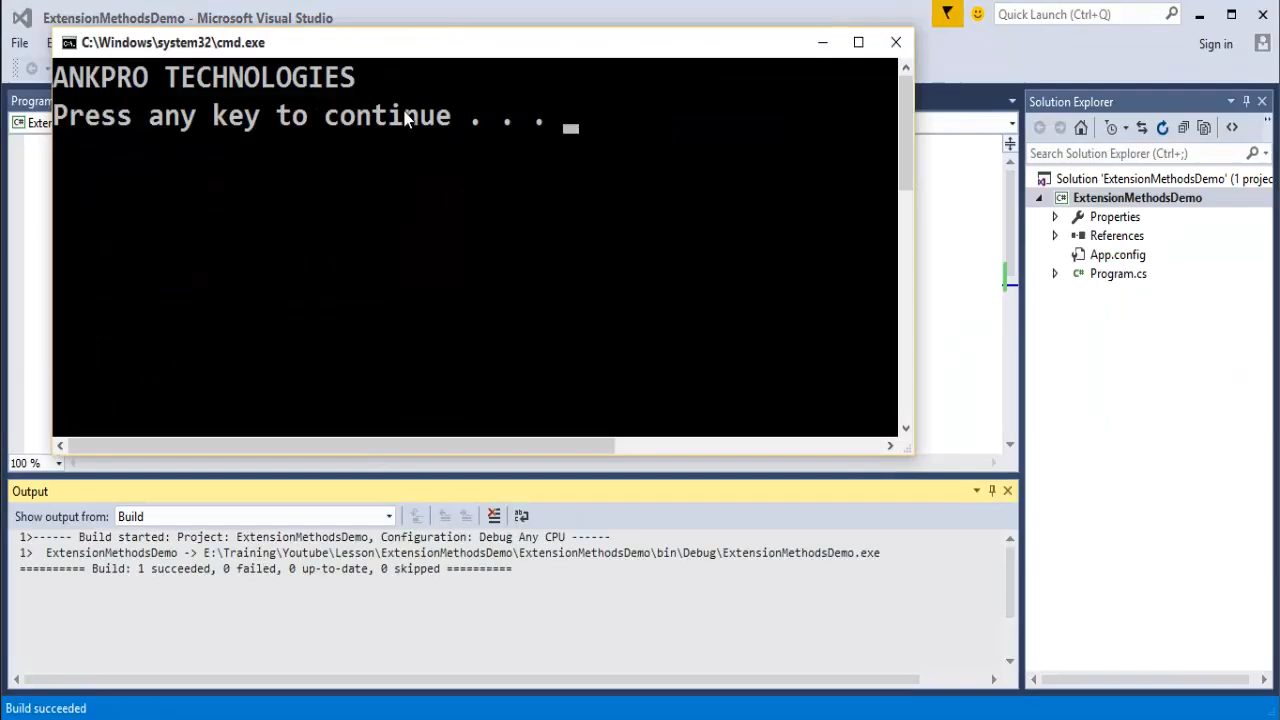 ExtensionMethodsDemo - Microsoft Visual Studio
Quick Launch (Ctrl+Q)
File
Sign in
C:\Windows\system32\cmd.exe
ANKPRO TECHNOLOGIES
Press any key to continue . . .
Program
Exten
100 %
Solution Explorer
Search Solution Explorer (Ctrl+;)
Solution 'ExtensionMethodsDemo' (1 projec
ExtensionMethodsDemo
Properties
References
App.config
Program.cs
Output
Show output from: Build
1>------ Build started: Project: ExtensionMethodsDemo, Configuration: Debug Any CPU ------
1>  ExtensionMethodsDemo -> E:\Training\Youtube\Lesson\ExtensionMethodsDemo\ExtensionMethodsDemo\bin\Debug\ExtensionMethodsDemo.exe
========== Build: 1 succeeded, 0 failed, 0 up-to-date, 0 skipped ==========
Build succeeded